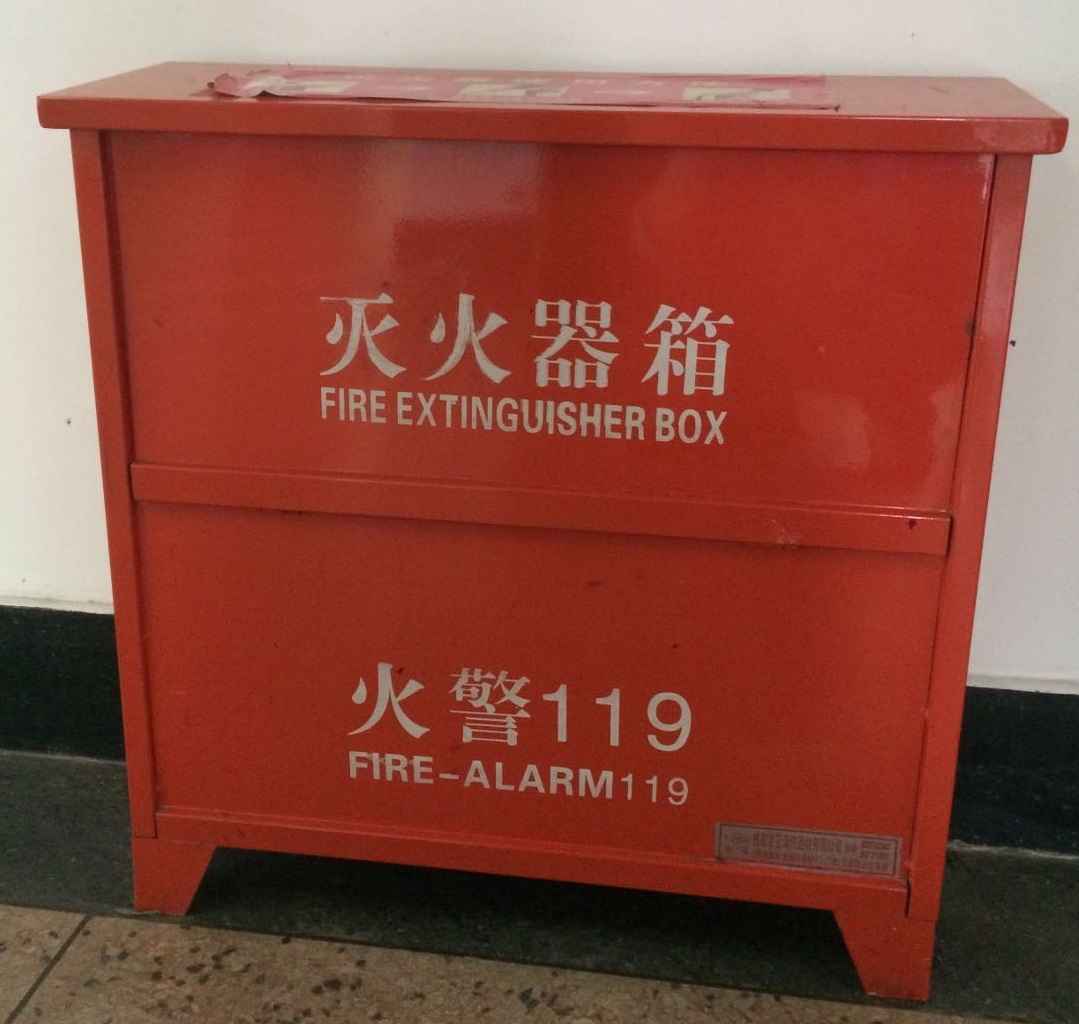 灭火器箱
FIRE EXTINGUISHER BOX
火警119
FIRE-ALARM119